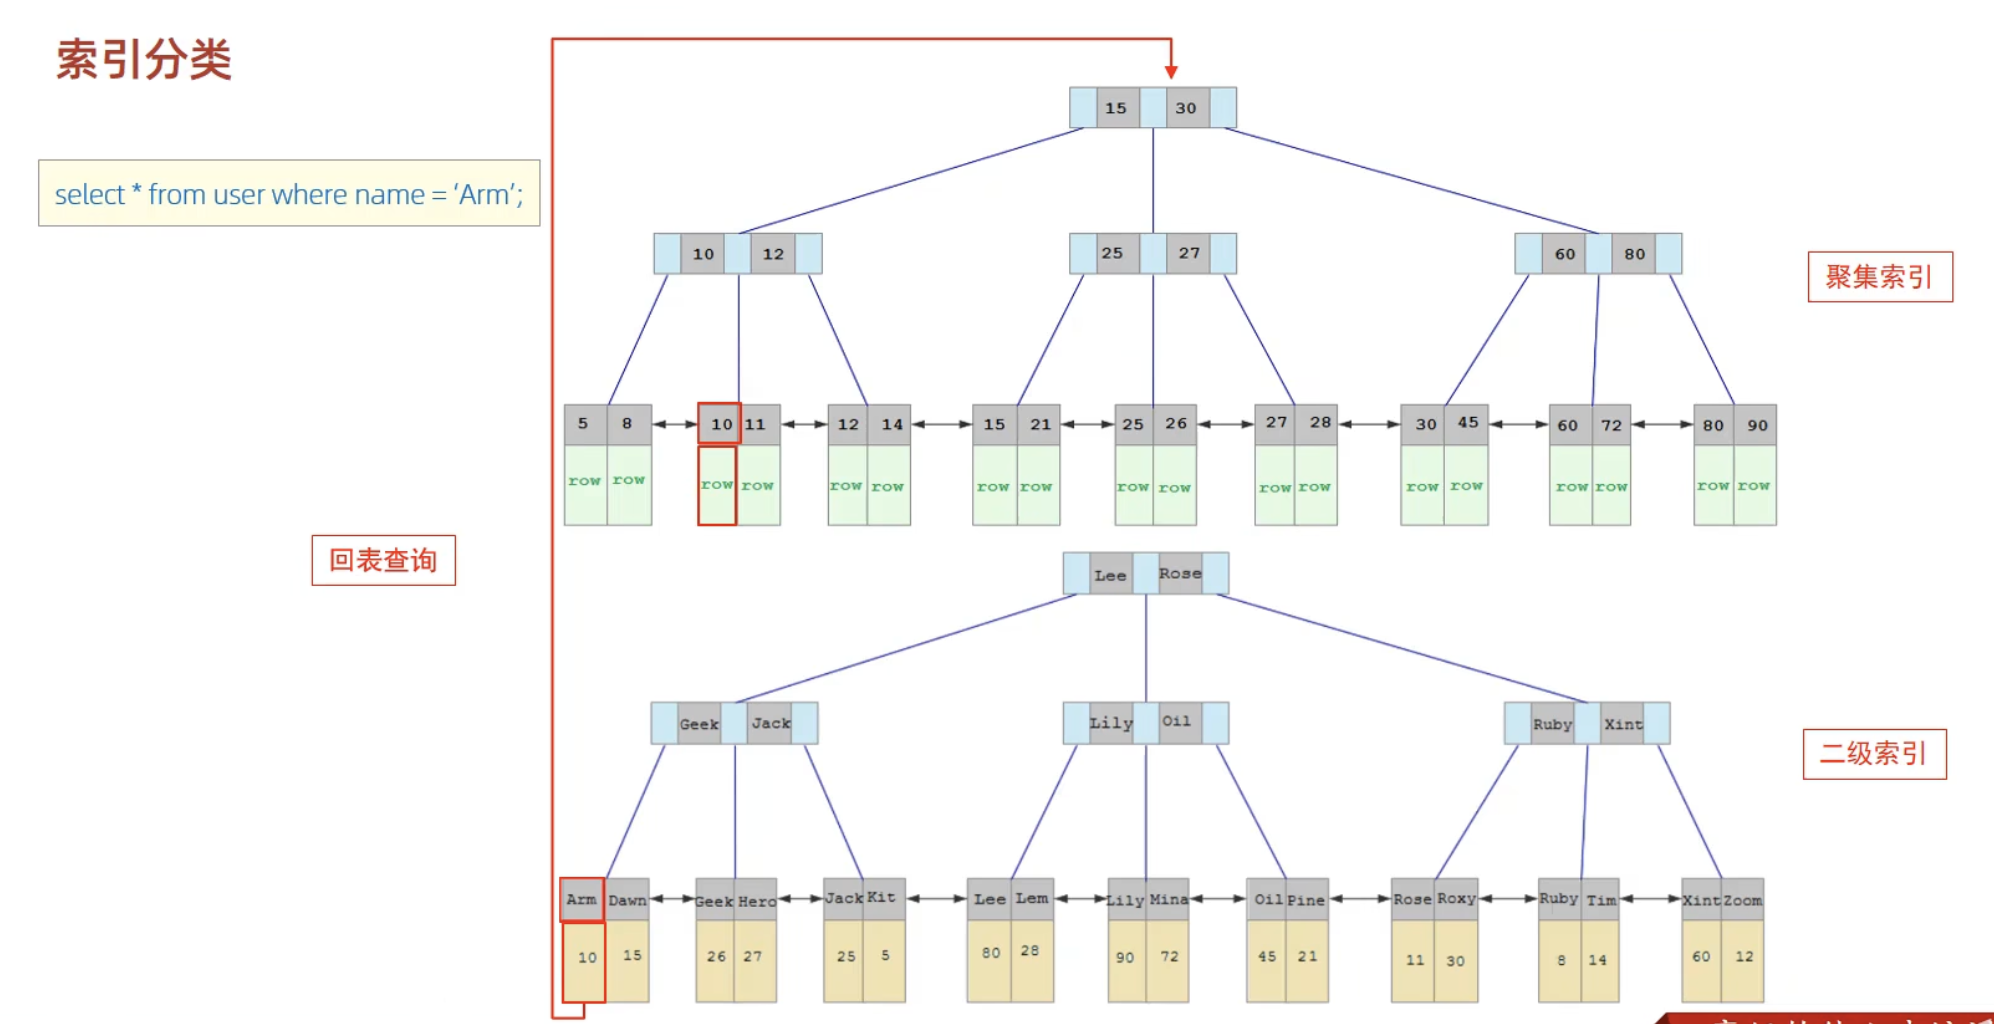 索引分类
select * from user where name = ‘Arm’;
15 30
10 12 25 27 60 80
聚集索引
5 8 10 11 12 14 15 21 25 26 27 28 30 45 60 72 80 90
row row row row row row row row row row row row row row row row row row
回表查询
Lee Rose
Geek Jack Lily Oil Ruby Xint
二级索引
Arm Dawn Geek Hero Jack Kit Lee Lem Lily Mina Oil Pine Rose Roxy Ruby Tim Xint Zoom
10 15 26 27 25 5 80 28 90 72 45 21 11 30 8 14 60 12